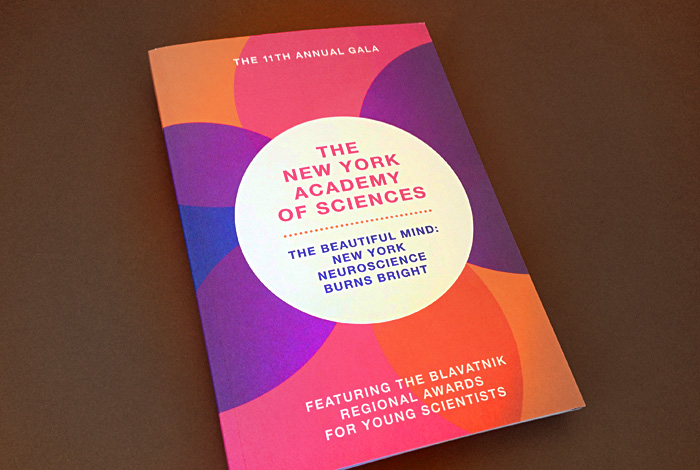 THE 11TH ANNUAL GALA
THE
NEW YORK
ACADEMY
OF SCIENCES
THE BEAUTIFUL MIND:
NEW YORK
NEUROSCIENCE
BURNS BRIGHT
FEATURING THE BLAVATNIK
REGIONAL AWARDS
FOR YOUNG SCIENTISTS